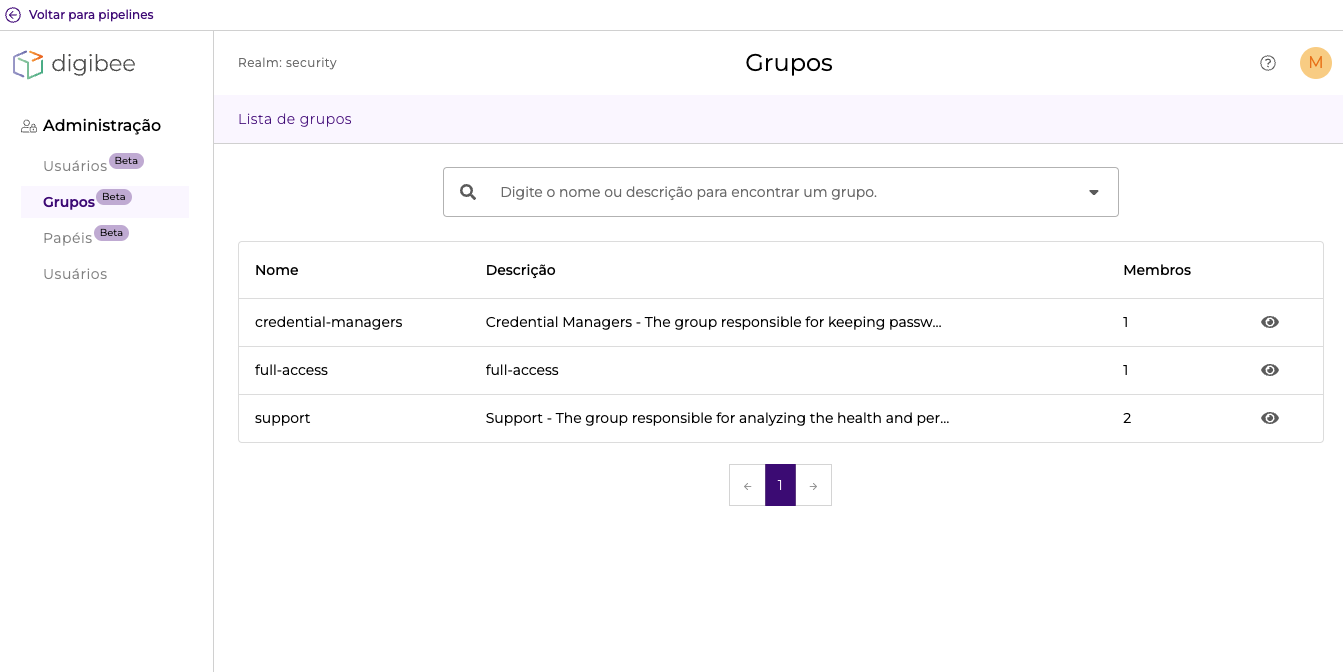 Voltar para pipelines
digibee
Realm: security
Grupos
M
Administração
Usuários Beta
Grupos Beta
Papéis Beta
Usuários
Lista de grupos
Digite o nome ou descrição para encontrar um grupo.
Nome Descrição Membros
credential-managers Credential Managers - The group responsible for keeping passw... 1
full-access full-access 1
support Support - The group responsible for analyzing the health and per... 2
← 1 →